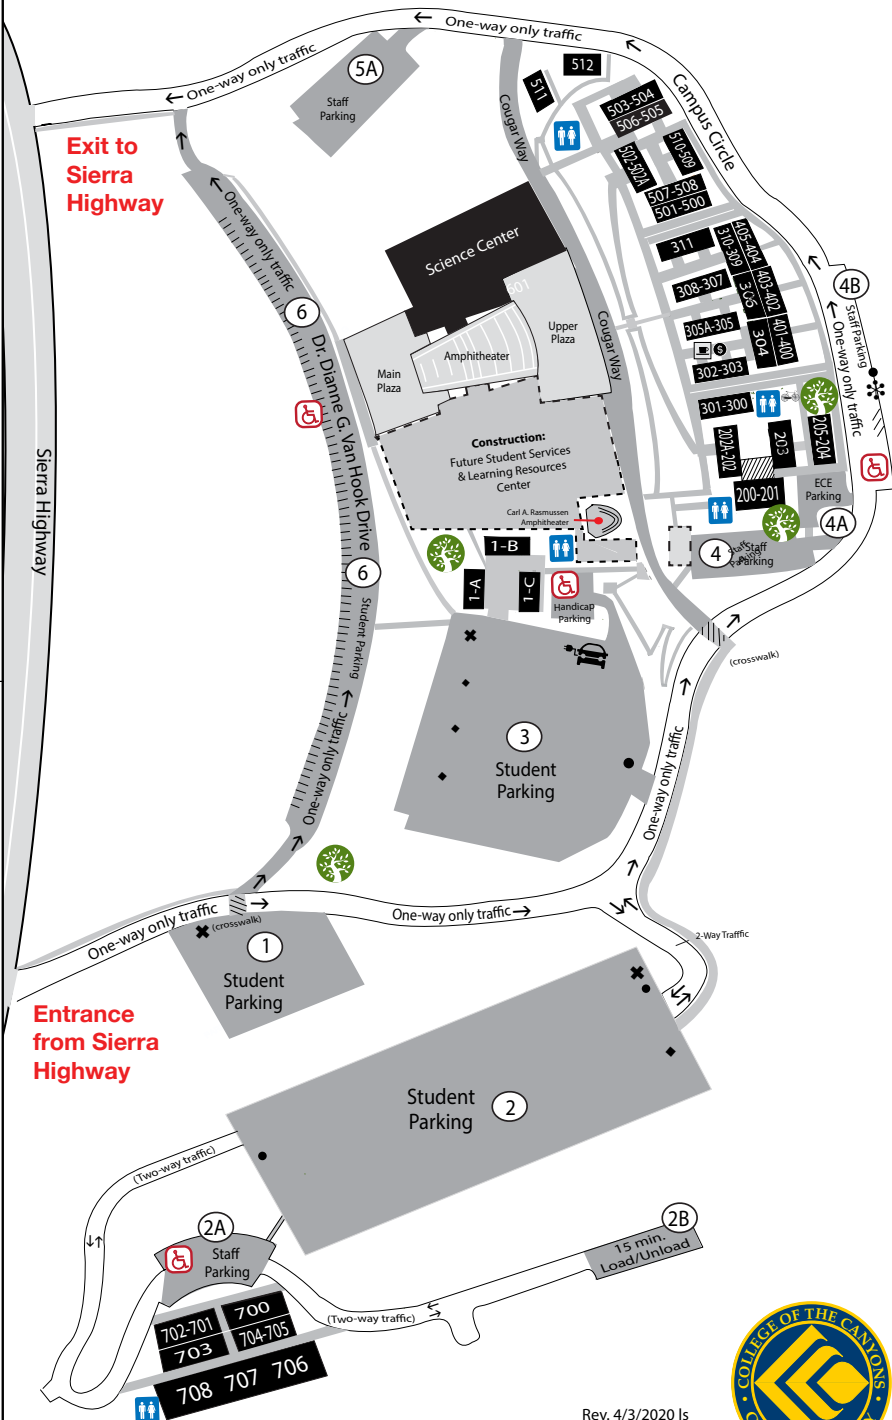 One-way only traffic
512
5A
Staff
Parking
One-way only traffic
511
503-504
506-505
Campus Circle
Exit to
Sierra
Highway
Cougar Way
502-502A
510-509
507-508
501-500
One-way only traffic
Science Center
601
311
310-309
405-404
308-307
306
403-402
4B
Staff Parking
6
Upper
Plaza
Amphitheater
Cougar Way
305A-305
304
401-400
One-way only traffic
Main
Plaza
302-303
Dr. Dianne G. Van Hook Drive
301-300
Construction:
Future Student Services
& Learning Resources
Center
202A-202
203
205-204
Sierra Highway
Carl A. Rasmussen
Amphitheater
200-201
ECE
Parking
4A
1-B
4
Staff
Parking
Staff
Parking
6
1-A
1-C
Handicap
Parking
Student Parking
(crosswalk)
3
Student
Parking
One-way only traffic
One-way only traffic
One-way only traffic
(crosswalk)
One-way only traffic
1
Student
Parking
2-Way Traffic
Entrance
from Sierra
Highway
Student
Parking
2
(Two-way traffic)
2A
Staff
Parking
2B
15 min.
Load/Unload
702-701
700
703
704-705
(Two-way traffic)
708 707 706
COLLEGE OF THE CANYONS
Rev. 4/3/2020 ls